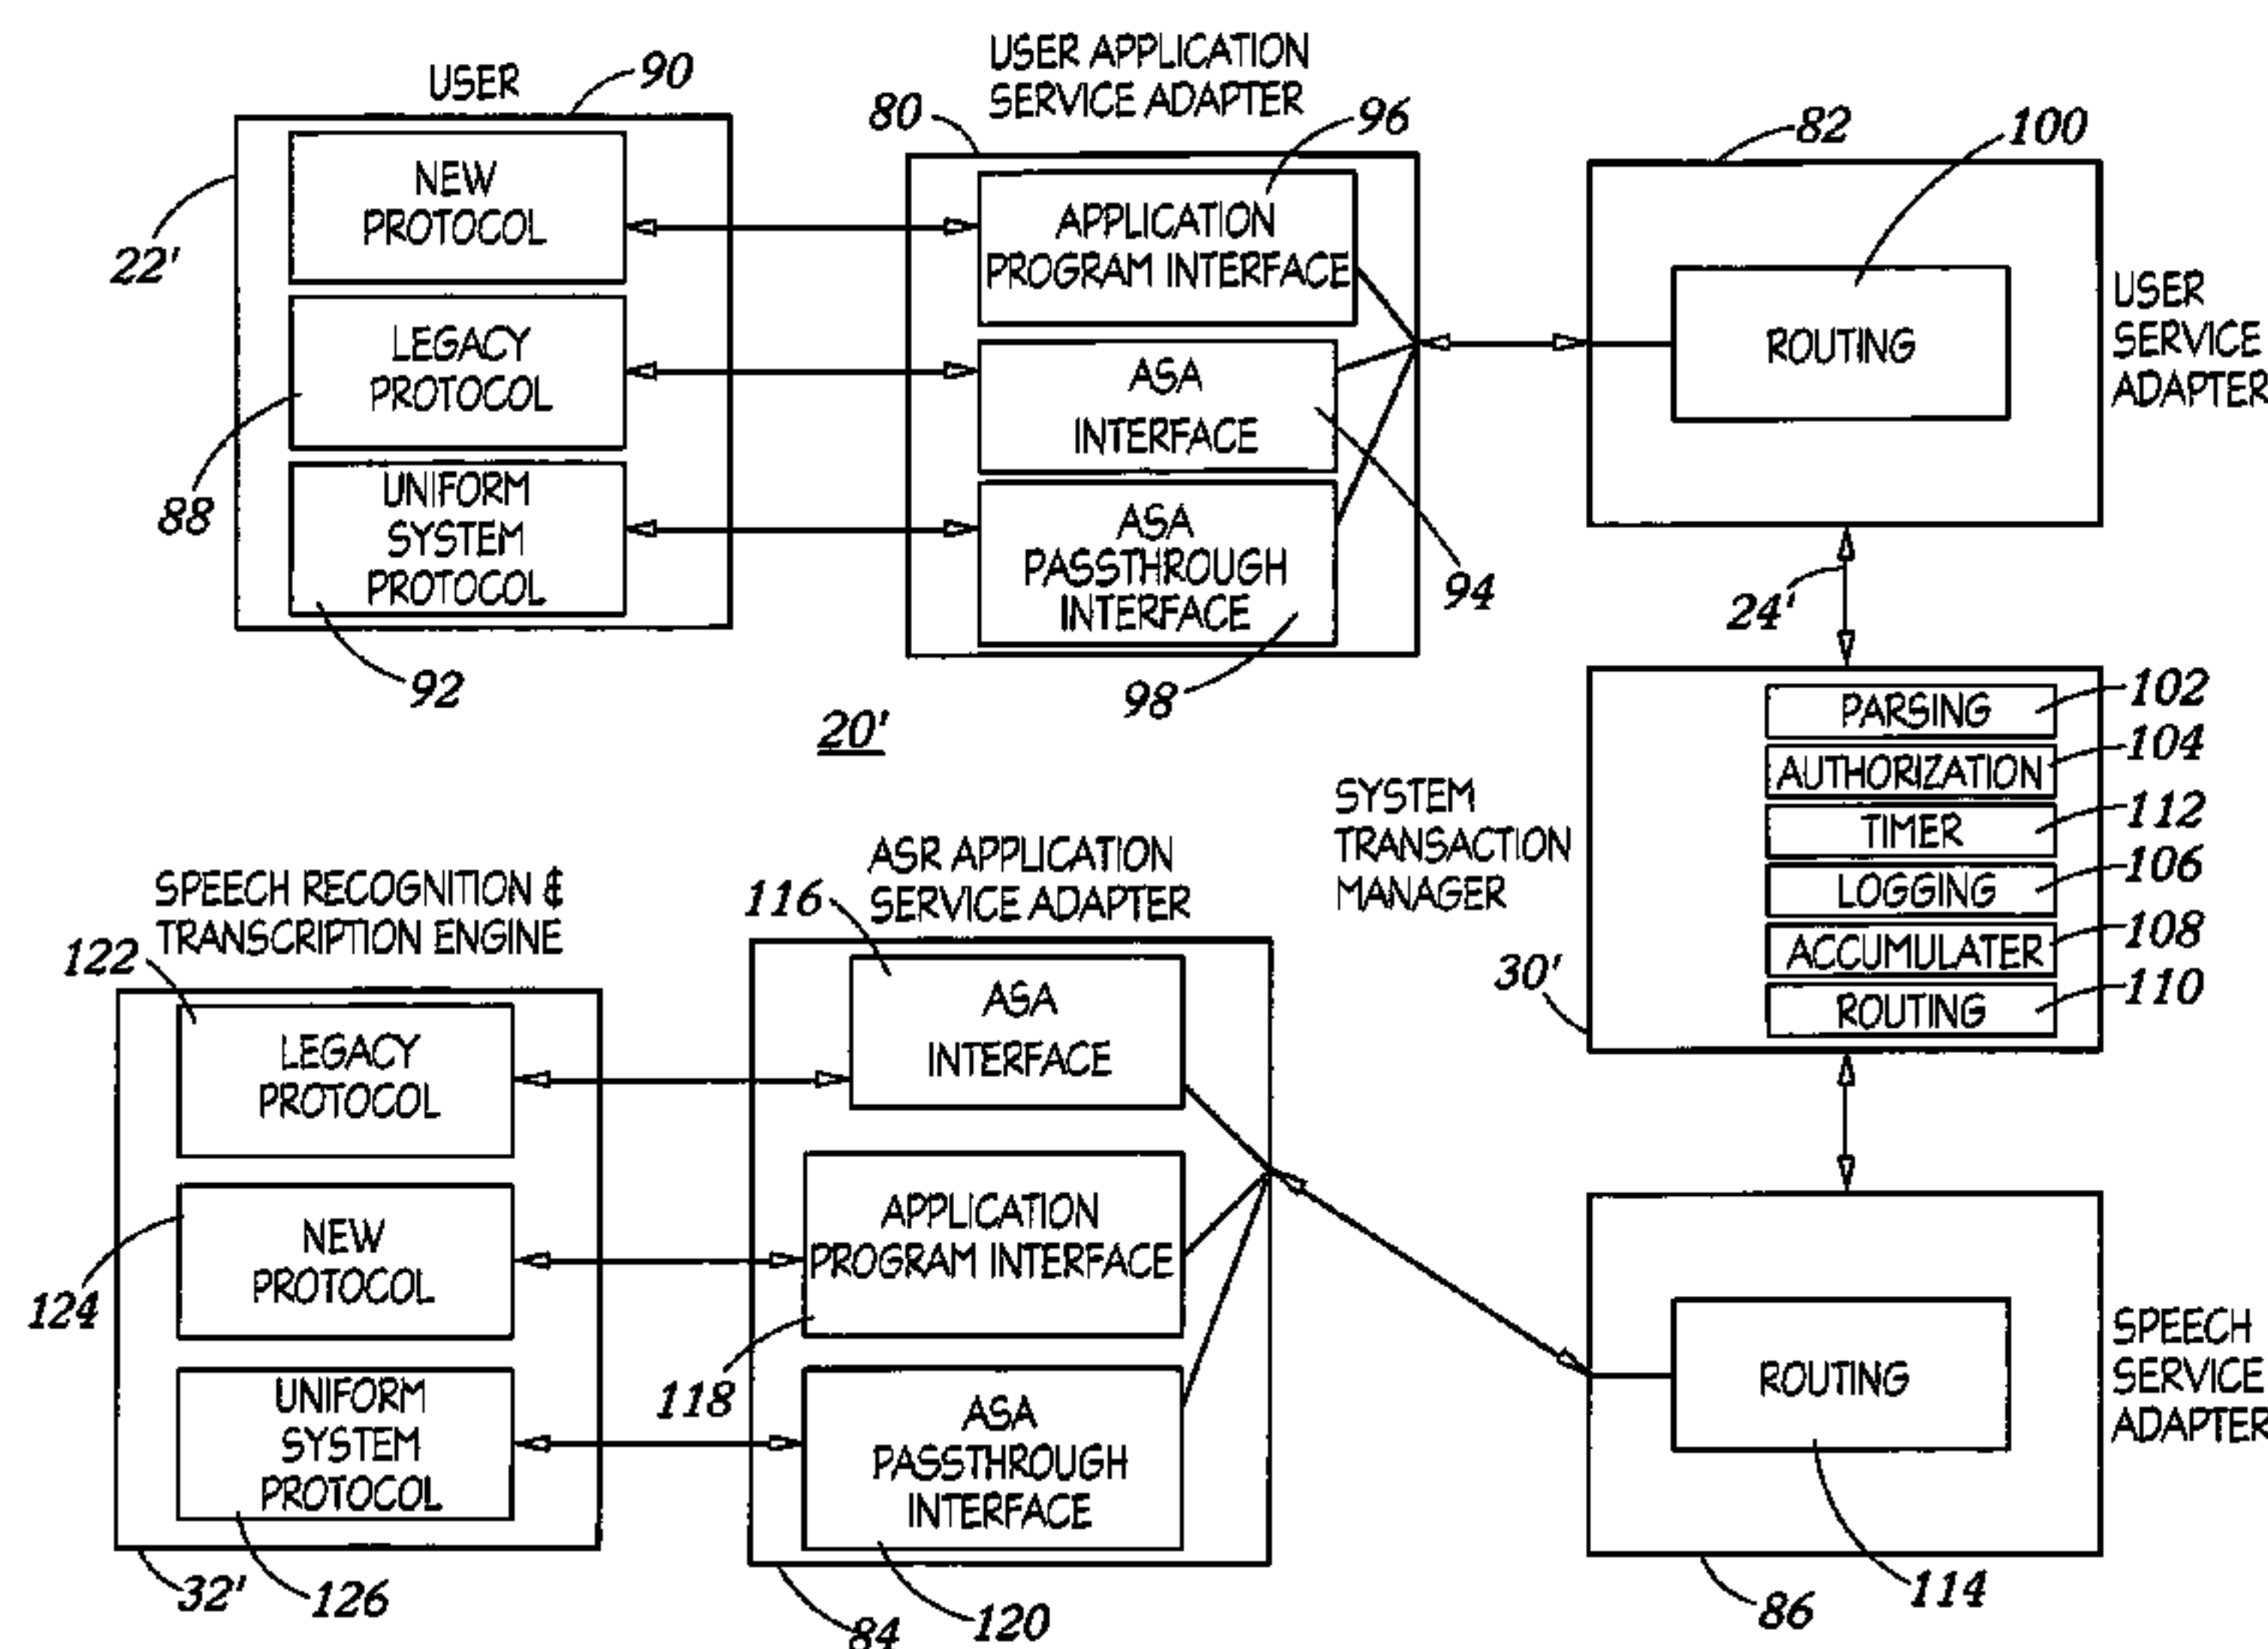 USER
90
NEW
PROTOCOL
22'
LEGACY
PROTOCOL
88
UNIFORM
SYSTEM
PROTOCOL
92
USER APPLICATION
SERVICE ADAPTER
80
96
APPLICATION
PROGRAM INTERFACE
ASA
INTERFACE
94
ASA
PASSTHROUGH
INTERFACE
98
82
100
ROUTING
USER
SERVICE
ADAPTER
24'
20'
SYSTEM
TRANSACTION
MANAGER
30'
PARSING
102
AUTHORIZATION
104
TIMER
112
LOGGING
106
ACCUMULATER
108
ROUTING
110
SPEECH RECOGNITION &
TRANSCRIPTION ENGINE
122
LEGACY
PROTOCOL
NEW
PROTOCOL
124
UNIFORM
SYSTEM
PROTOCOL
32'
126
ASR APPLICATION
SERVICE ADAPTER
116
ASA
INTERFACE
APPLICATION
PROGRAM INTERFACE
118
ASA
PASSTHROUGH
INTERFACE
84
120
ROUTING
SPEECH
SERVICE
ADAPTER
86
114